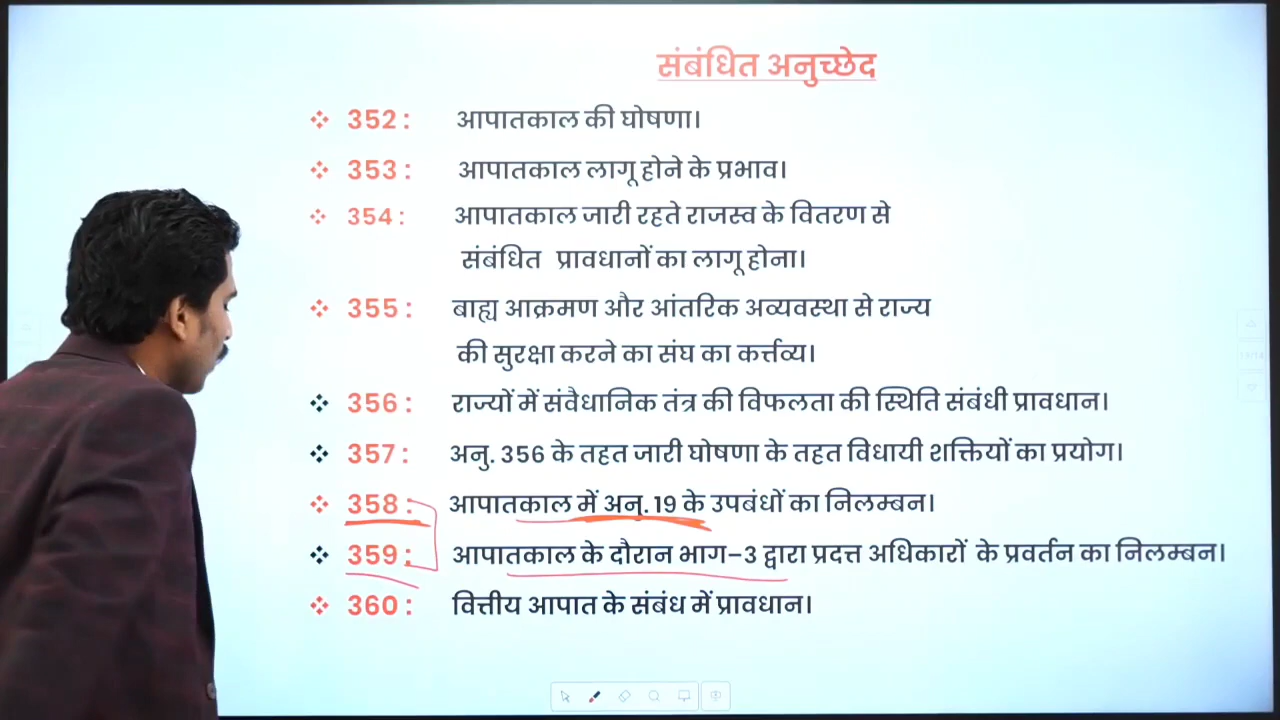 संबंधित अनुच्छेद
❖ 352 : आपातकाल की घोषणा।
❖ 353 : आपातकाल लागू होने के प्रभाव।
❖ 354 : आपातकाल जारी रहते राजस्व के वितरण से
संबंधित प्रावधानों का लागू होना।
❖ 355 : बाह्य आक्रमण और आंतरिक अव्यवस्था से राज्य
की सुरक्षा करने का संघ का कर्त्तव्य।
❖ 356 : राज्यों में संवैधानिक तंत्र की विफलता की स्थिति संबंधी प्रावधान।
❖ 357 : अनु. 356 के तहत जारी घोषणा के तहत विधायी शक्तियों का प्रयोग।
❖ 358 : आपातकाल में अनु. 19 के उपबंधों का निलम्बन।
❖ 359 : आपातकाल के दौरान भाग-3 द्वारा प्रदत्त अधिकारों के प्रवर्तन का निलम्बन।
❖ 360 : वित्तीय आपात के संबंध में प्रावधान।